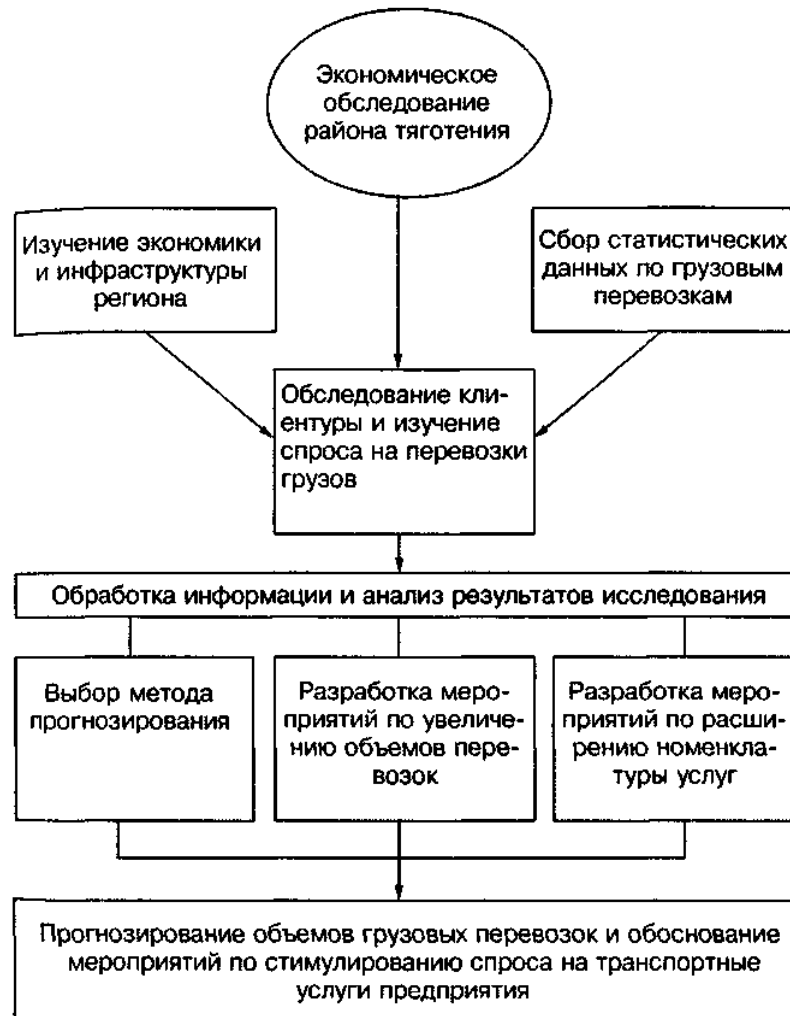 Экономическое
обследование
района тяготения
Изучение экономики
и инфраструктуры
региона
Сбор статистических
данных по грузовым
перевозкам
Обследование кли-
ентуры и изучение
спроса на перевозки
грузов
Обработка информации и анализ результатов исследования
Выбор метода
прогнозирования
Разработка меро-
приятий по увеличе-
нию объемов пере-
возок
Разработка меро-
приятий по расши-
рению номенкла-
туры услуг
Прогнозирование объемов грузовых перевозок и обоснование
мероприятий по стимулированию спроса на транспортные
услуги предприятия